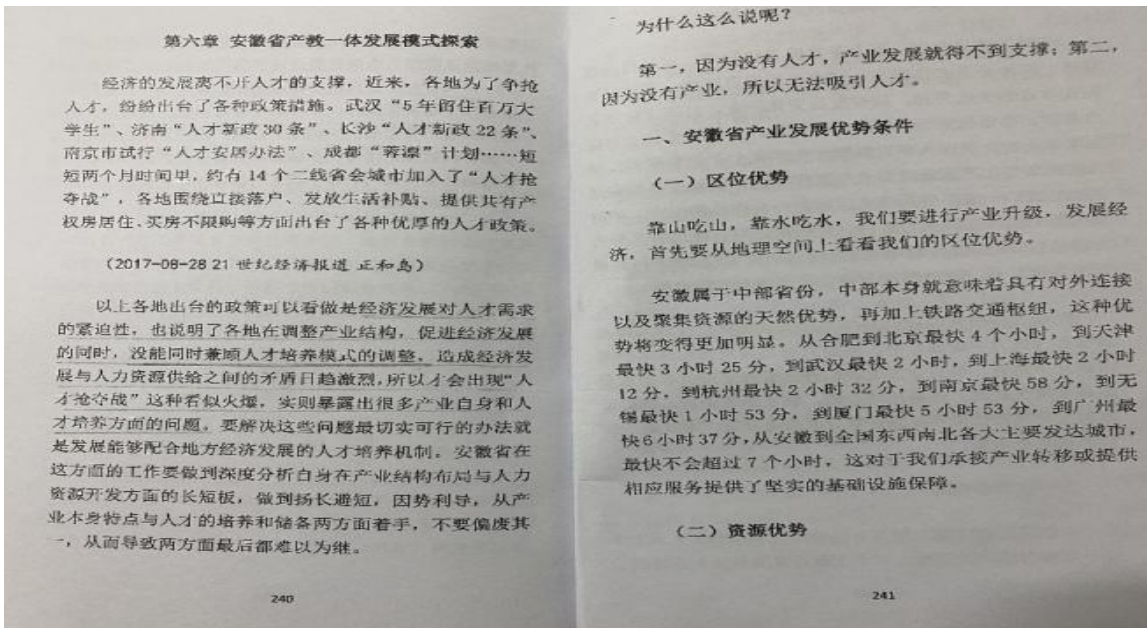 第六章 安徽省产教一体发展模式探索
经济的发展离不开人才的支撑，近来，各地为了争抢
人才，纷纷出台了各种政策措施。武汉“5年留住百万大
学生”、济南“人才新政30条”、长沙“人才新政22条”、
南京市试行“人才安居办法”、成都“蓉漂”计划……短
短两个月时间里，约有14个二线省会城市加入了“人才抢
夺战”，各地围绕直接落户、发放生活补贴、提供共有产
权房居住、买房不限购等方面出台了各种优厚的人才政策。
（2017-08-28 21世纪经济报道 正和岛）
以上各地出台的政策可以看做是经济发展对人才需求
的紧迫性，也说明了各地在调整产业结构，促进经济发展
的同时，没能同时兼顾人才培养模式的调整，造成经济发
展与人力资源供给之间的矛盾日趋激烈，所以才会出现“人
才抢夺战”这种看似火爆，实则暴露出很多产业自身和人
才培养方面的问题。要解决这些问题最切实可行的办法就
是发展能够配合地方经济发展的人才培养机制。安徽省在
这方面的工作要做到深度分析自身在产业结构布局与人力
资源开发方面的长短板，做到扬长避短，因势利导，从产
业本身特点与人才的培养和储备两方面着手，不要偏废其
一，从而导致两方面最后都难以为继。
240
为什么这么说呢？
第一，因为没有人才，产业发展就得不到支撑；第二，
因为没有产业，所以无法吸引人才。
一、安徽省产业发展优势条件
（一）区位优势
靠山吃山，靠水吃水，我们要进行产业升级，发展经
济，首先要从地理空间上看看我们的区位优势。
安徽属于中部省份，中部本身就意味着具有对外连接
以及聚集资源的天然优势，再加上铁路交通枢纽，这种优
势将变得更加明显。从合肥到北京最快4个小时，到天津
最快3小时25分，到武汉最快2小时，到上海最快2小时
12分，到杭州最快2小时32分，到南京最快58分，到无
锡最快1小时53分，到厦门最快5小时53分，到广州最
快6小时37分，从安徽到全国东西南北各大主要发达城市，
最快不会超过7个小时，这对于我们承接产业转移或提供
相应服务提供了坚实的基础设施保障。
（二）资源优势
241